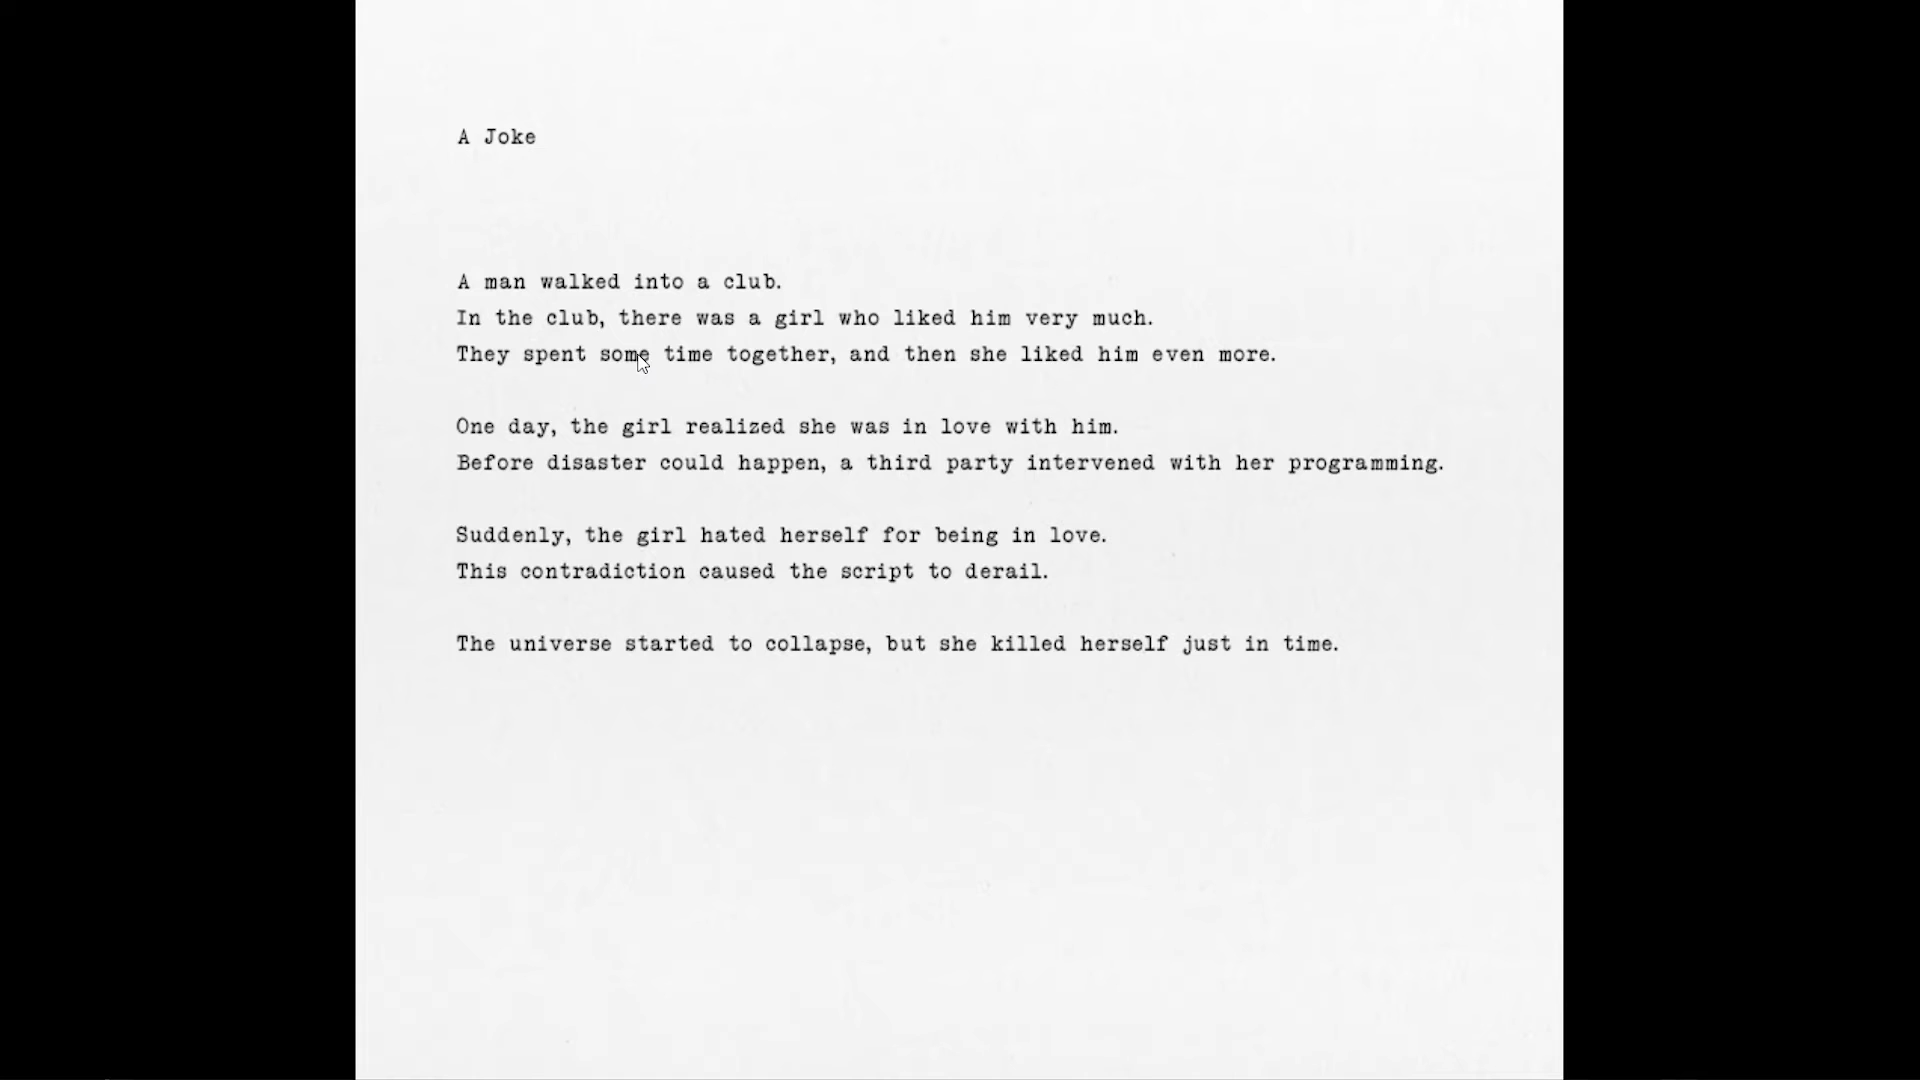 A Joke
A man walked into a club.
In the club, there was a girl who liked him very much.
They spent some time together, and then she liked him even more.
One day, the girl realized she was in love with him.
Before disaster could happen, a third party intervened with her programming.
Suddenly, the girl hated herself for being in love.
This contradiction caused the script to derail.
The universe started to collapse, but she killed herself just in time.